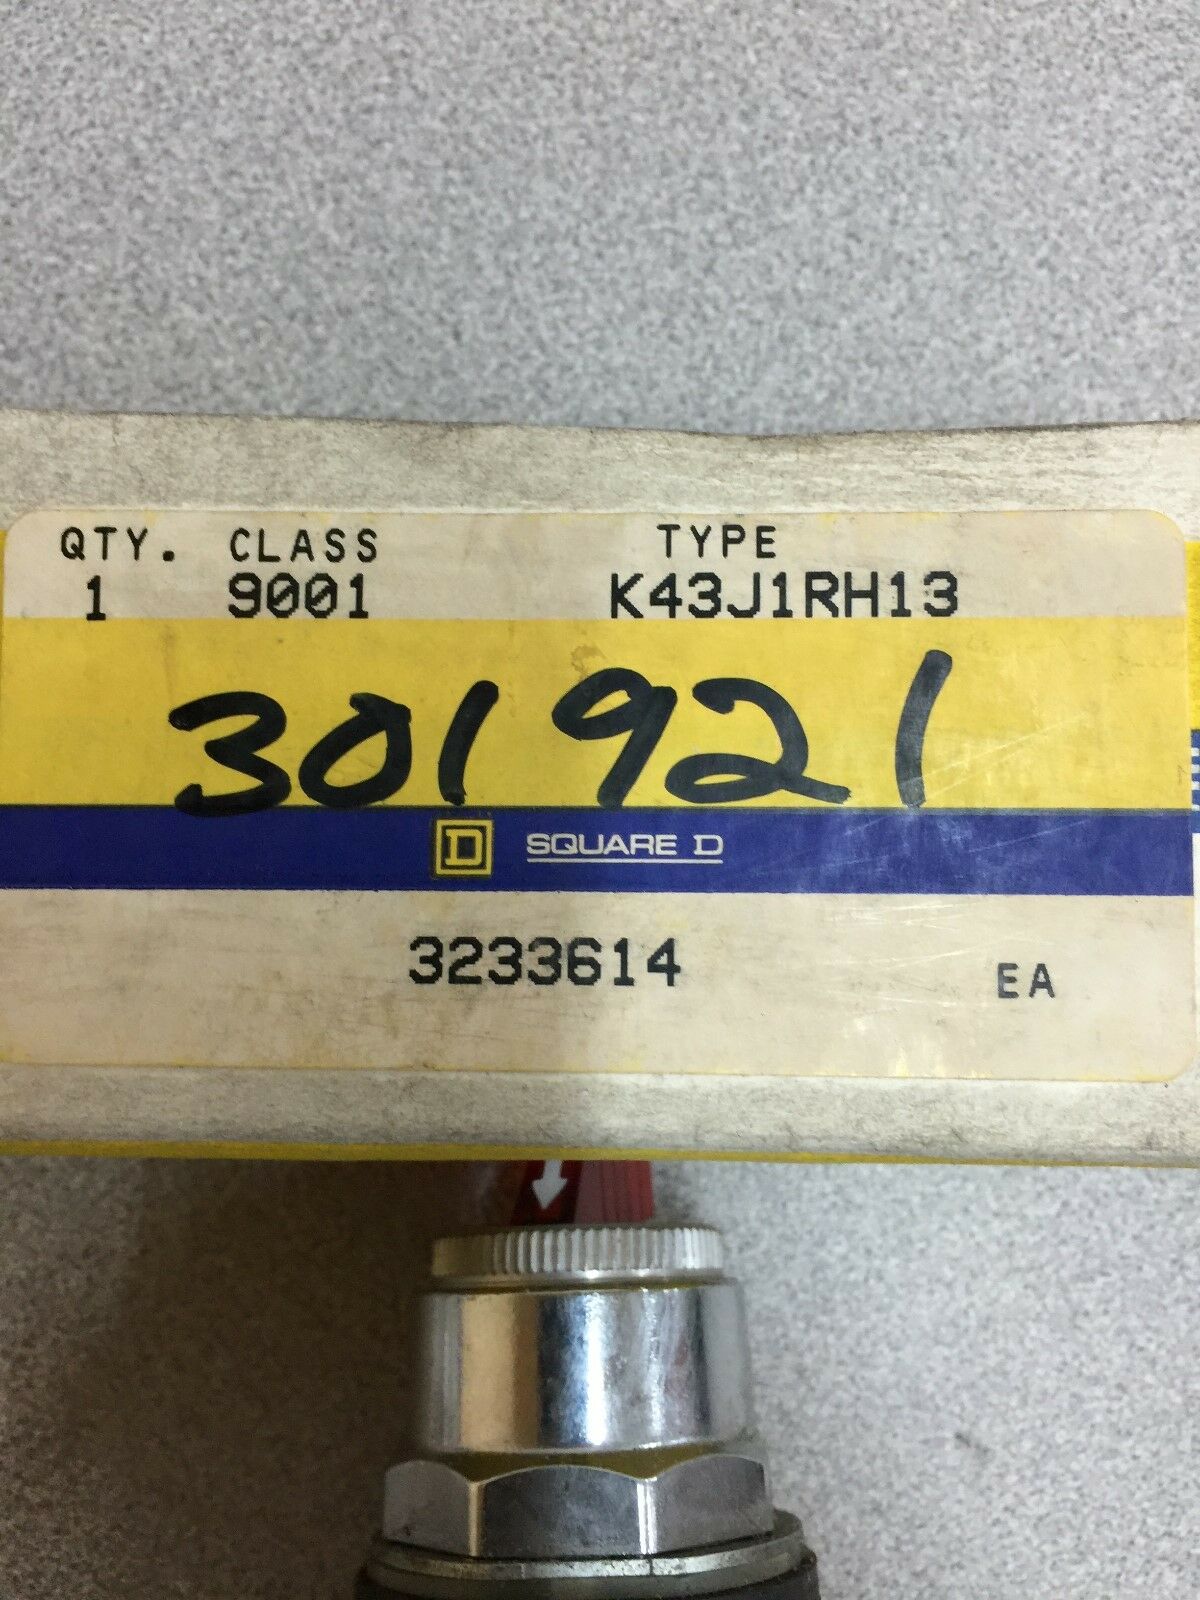 QTY. CLASS TYPE
1 9001 K43J1RH13
301921
D SQUARE D
3233614 EA